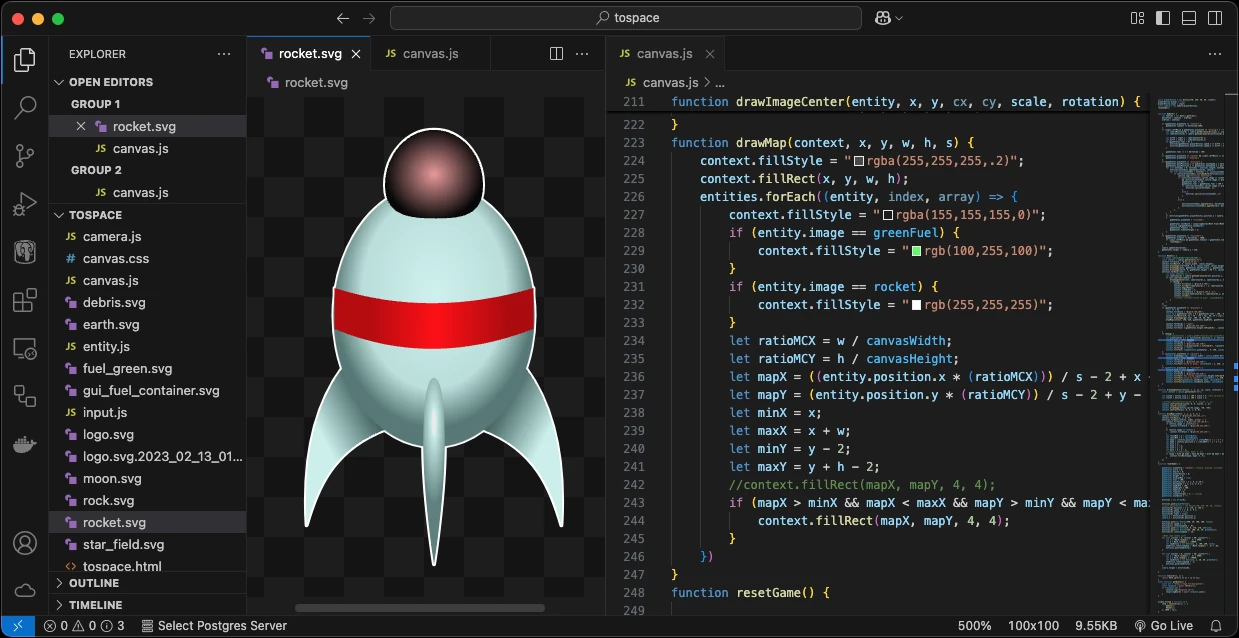 tospace
EXPLORER
OPEN EDITORS
GROUP 1
rocket.svg
JS canvas.js
GROUP 2
JS canvas.js
TOSPACE
JS camera.js
# canvas.css
JS canvas.js
debris.svg
earth.svg
JS entity.js
fuel_green.svg
gui_fuel_container.svg
JS input.js
logo.svg
logo.svg.2023_02_13_01...
moon.svg
rock.svg
rocket.svg
star_field.svg
<> tospace.html
OUTLINE
TIMELINE
rocket.svg
JS canvas.js
rocket.svg
JS canvas.js
JS canvas.js > ...
211 function drawImageCenter(entity, x, y, cx, cy, scale, rotation) {
222 }
223 function drawMap(context, x, y, w, h, s) {
224 context.fillStyle = "rgba(255,255,255,.2)";
225 context.fillRect(x, y, w, h);
226 entities.forEach((entity, index, array) => {
227 context.fillStyle = "rgba(155,155,155,0)";
228 if (entity.image == greenFuel) {
229 context.fillStyle = "rgb(100,255,100)";
230 }
231 if (entity.image == rocket) {
232 context.fillStyle = "rgb(255,255,255)";
233 }
234 let ratioMCX = w / canvasWidth;
235 let ratioMCY = h / canvasHeight;
236 let mapX = ((entity.position.x * (ratioMCX))) / s - 2 + x
237 let mapY = (entity.position.y * (ratioMCY)) / s - 2 + y -
238 let minX = x;
239 let maxX = x + w;
240 let minY = y - 2;
241 let maxY = y + h - 2;
242 //context.fillRect(mapX, mapY, 4, 4);
243 if (mapX > minX && mapX < maxX && mapY > minY && mapY < ma
244 context.fillRect(mapX, mapY, 4, 4);
245 }
246 })
247 }
248 function resetGame() {
249
0 0 3 Select Postgres Server
500% 100x100 9.55KB Go Live